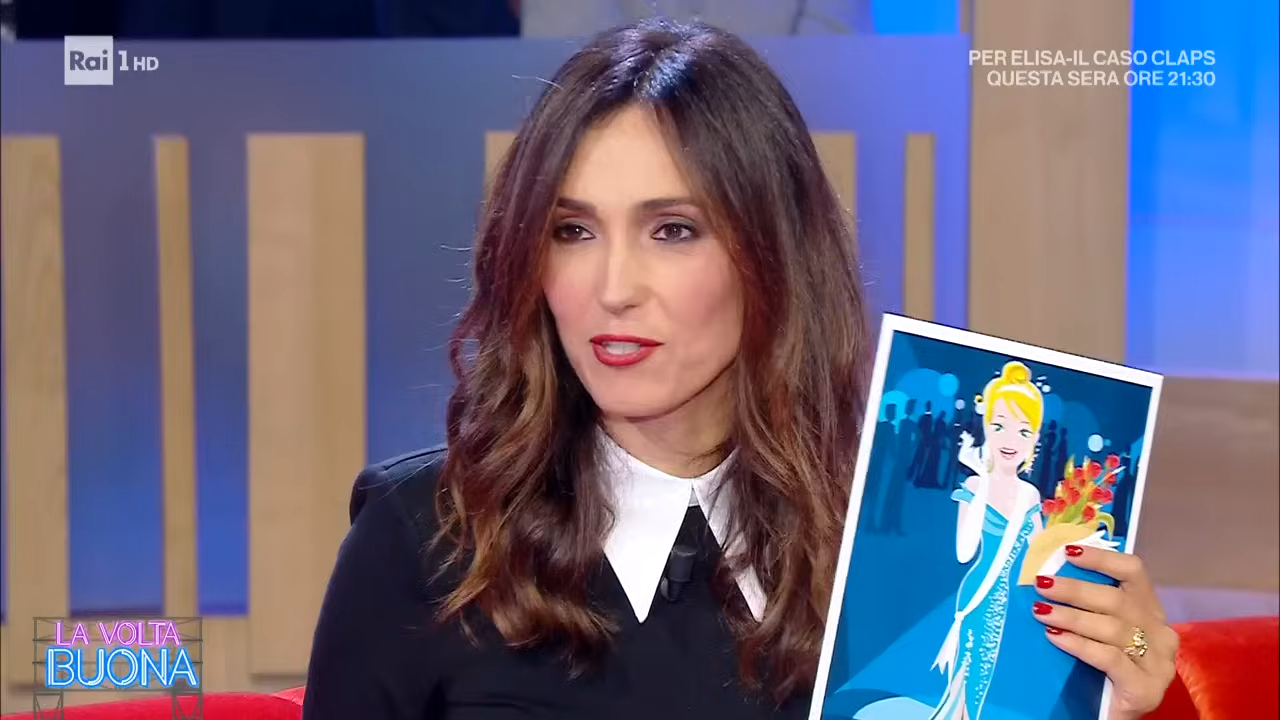 Rai 1 HD
PER ELISA-IL CASO CLAPS
QUESTA SERA ORE 21:30
LA VOLTA
BUONA